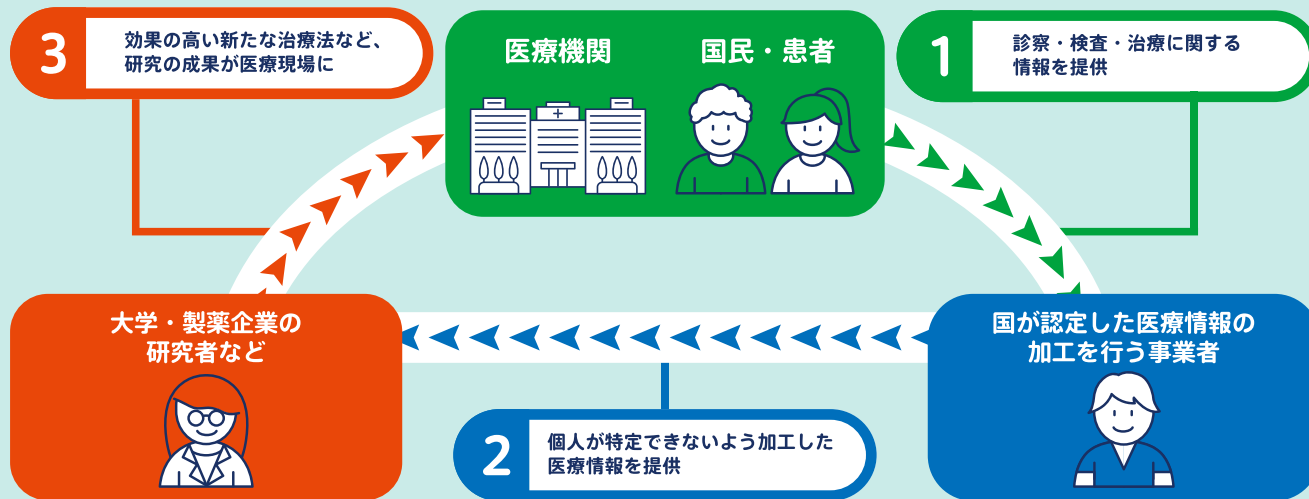 3
効果の高い新たな治療法など、
研究の成果が医療現場に
医療機関
国民・患者
1
診察・検査・治療に関する
情報を提供
大学・製薬企業の
研究者など
国が認定した医療情報の
加工を行う事業者
2
個人が特定できないよう加工した
医療情報を提供